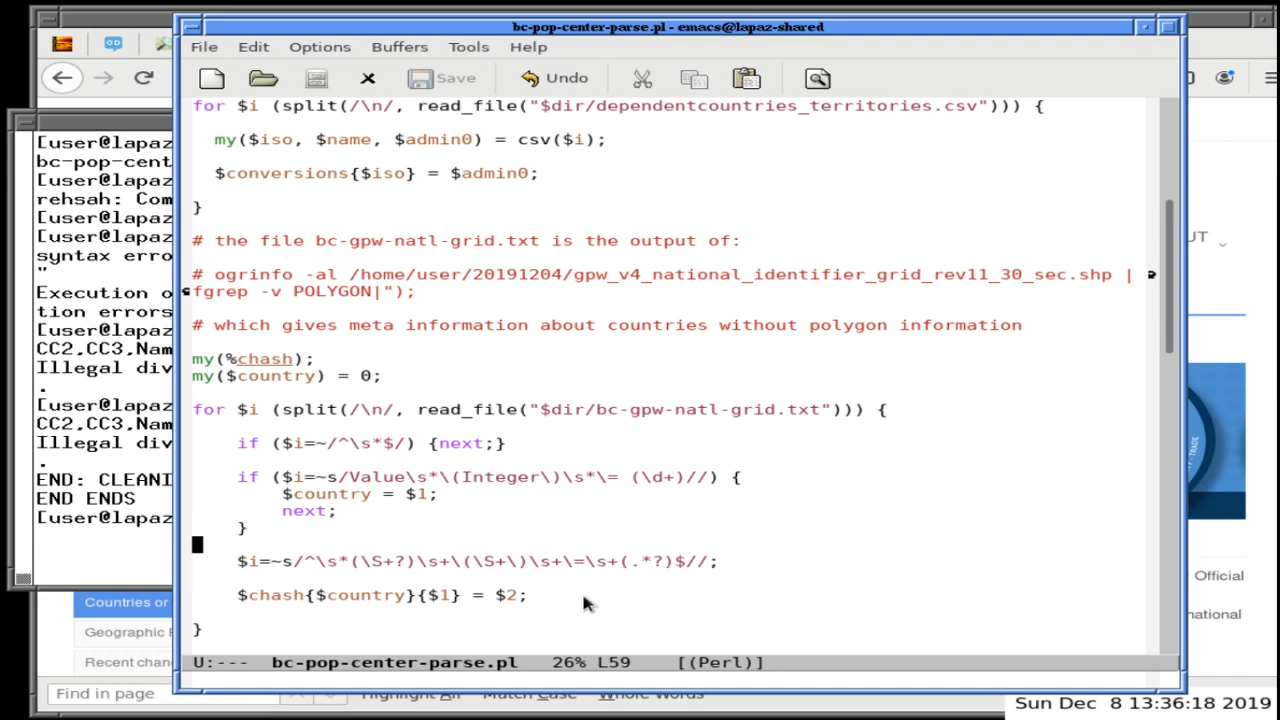 bc-pop-center-parse.pl - emacs@lapaz-shared
File Edit Options Buffers Tools Help
Save Undo
for $i (split(/\n/, read_file("$dir/dependentcountries_territories.csv"))) {
my($iso, $name, $admin0) = csv($i);
$conversions{$iso} = $admin0;
}
# the file bc-gpw-natl-grid.txt is the output of:
# ogrinfo -al /home/user/20191204/gpw_v4_national_identifier_grid_rev11_30_sec.shp |
fgrep -v POLYGON|");
# which gives meta information about countries without polygon information
my(%chash);
my($country) = 0;
for $i (split(/\n/, read_file("$dir/bc-gpw-natl-grid.txt"))) {
if ($i=~/^\s*$/) {next;}
if ($i=~s/Value\s*\(Integer\)\s*\= (\d+)//) {
$country = $1;
next;
}
$i=~s/^\s*(\S+?)\s+\(\S+\)\s+\=\s+(.*?)$//;
$chash{$country}{$1} = $2;
}
U:--- bc-pop-center-parse.pl 26% L59 [(Perl)]
[user@lapaz
bc-pop-cent
[user@lapaz
rehsah: Com
[user@lapaz
[user@lapaz
syntax erro
"
Execution o
tion errors
[user@lapaz
CC2,CC3,Nam
Illegal div
.
[user@lapaz
CC2,CC3,Nam
Illegal div
.
END: CLEANI
END ENDS
[user@lapaz
Countries or
Geographic
Recent chan
Find in page
Highlight All Match Case Whole Words
UT
TRADE
Official
national
Sun Dec 8 13:36:18 2019